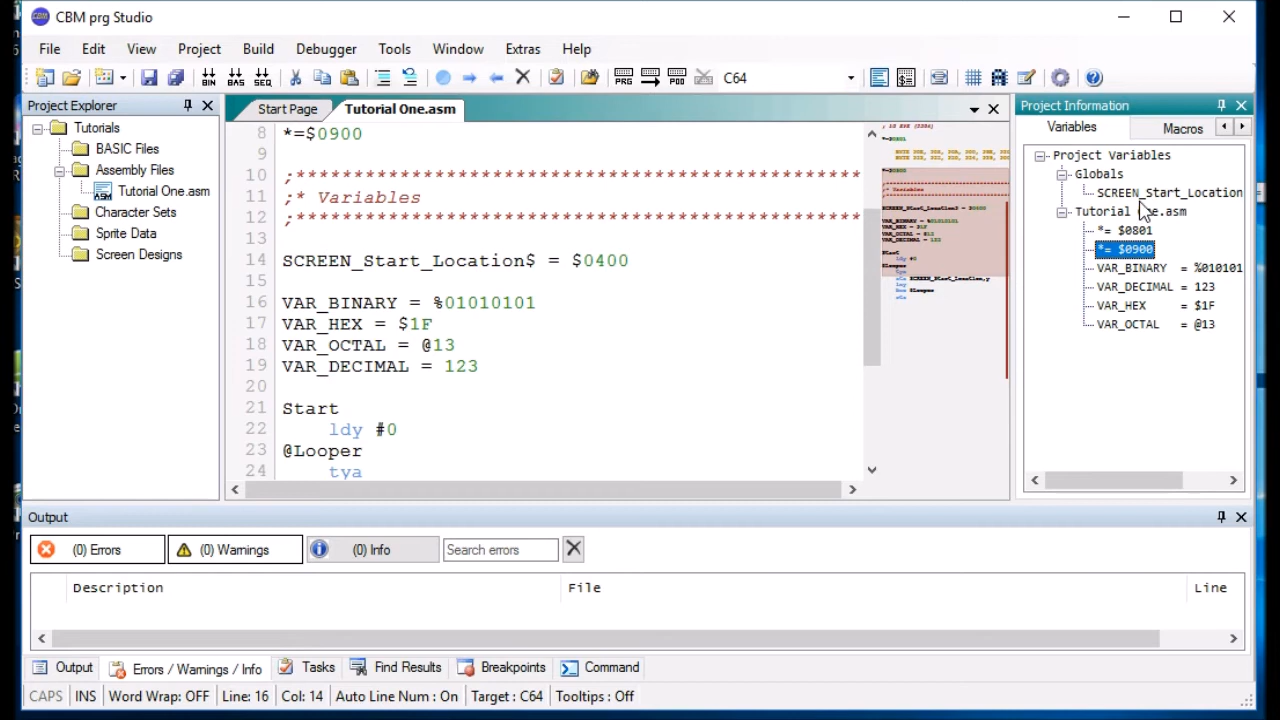 CBM prg Studio
File Edit View Project Build Debugger Tools Window Extras Help
BIN BAS SEQ PRG POO C64
Project Explorer
Tutorials
BASIC Files
Assembly Files
Tutorial One.asm
Character Sets
Sprite Data
Screen Designs
Start Page Tutorial One.asm
8 *=$0900
9
10 ;*******************************************************
11 ;* Variables
12 ;*******************************************************
13
14 SCREEN_Start_Location$ = $0400
15
16 VAR_BINARY = %01010101
17 VAR_HEX = $1F
18 VAR_OCTAL = @13
19 VAR_DECIMAL = 123
20
21 Start
22 ldy #0
23 @Looper
24 tya
Project Information
Variables Macros
Project Variables
Globals
SCREEN_Start_Location
Tutorial One.asm
*= $0801
*= $0900
VAR_BINARY = %010101
VAR_DECIMAL = 123
VAR_HEX = $1F
VAR_OCTAL = @13
Output
(0) Errors (0) Warnings (0) Info Search errors
Description File Line
Output Errors / Warnings / Info Tasks Find Results Breakpoints Command
CAPS INS Word Wrap: OFF Line: 16 Col: 14 Auto Line Num : On Target : C64 Tooltips : Off